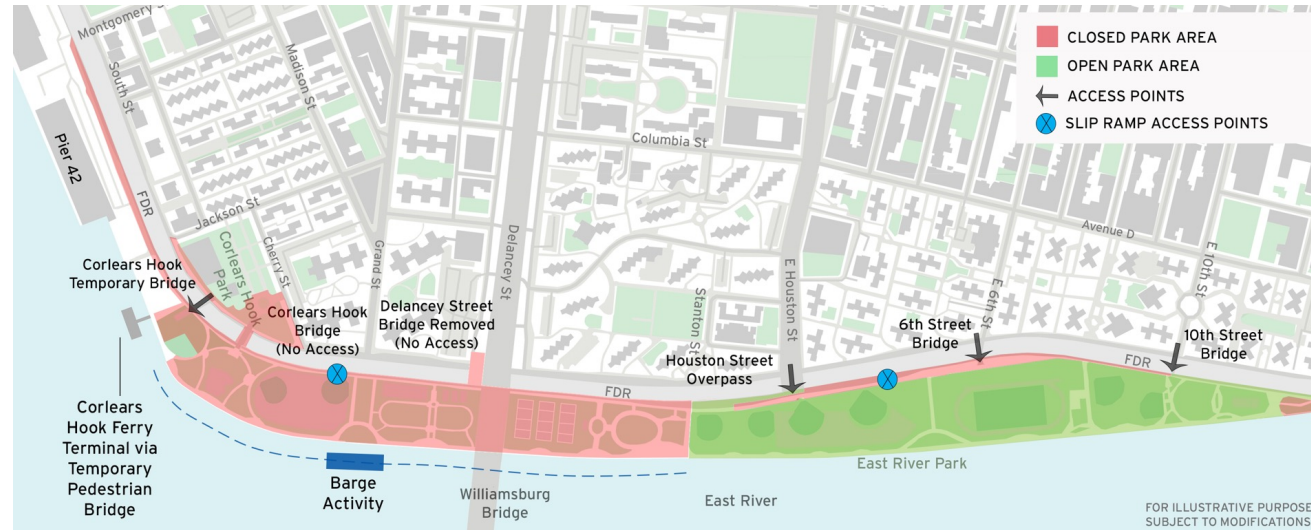 Montgomery St
South St
Madison St
Pier 42
FDR
Jackson St
Corlears Hook
Park
Cherry St
Grand St
Delancey St
Columbia St
Stanton St
E Houston St
Avenue D
E 6th St
E 10th St
CLOSED PARK AREA
OPEN PARK AREA
ACCESS POINTS
SLIP RAMP ACCESS POINTS
Corlears Hook
Temporary Bridge
Corlears Hook
Bridge
(No Access)
Delancey Street
Bridge Removed
(No Access)
Houston Street
Overpass
6th Street
Bridge
10th Street
Bridge
FDR
FDR
Corlears
Hook Ferry
Terminal via
Temporary
Pedestrian
Bridge
Barge
Activity
Williamsburg
Bridge
East River
East River Park
FOR ILLUSTRATIVE PURPOSE
SUBJECT TO MODIFICATIONS